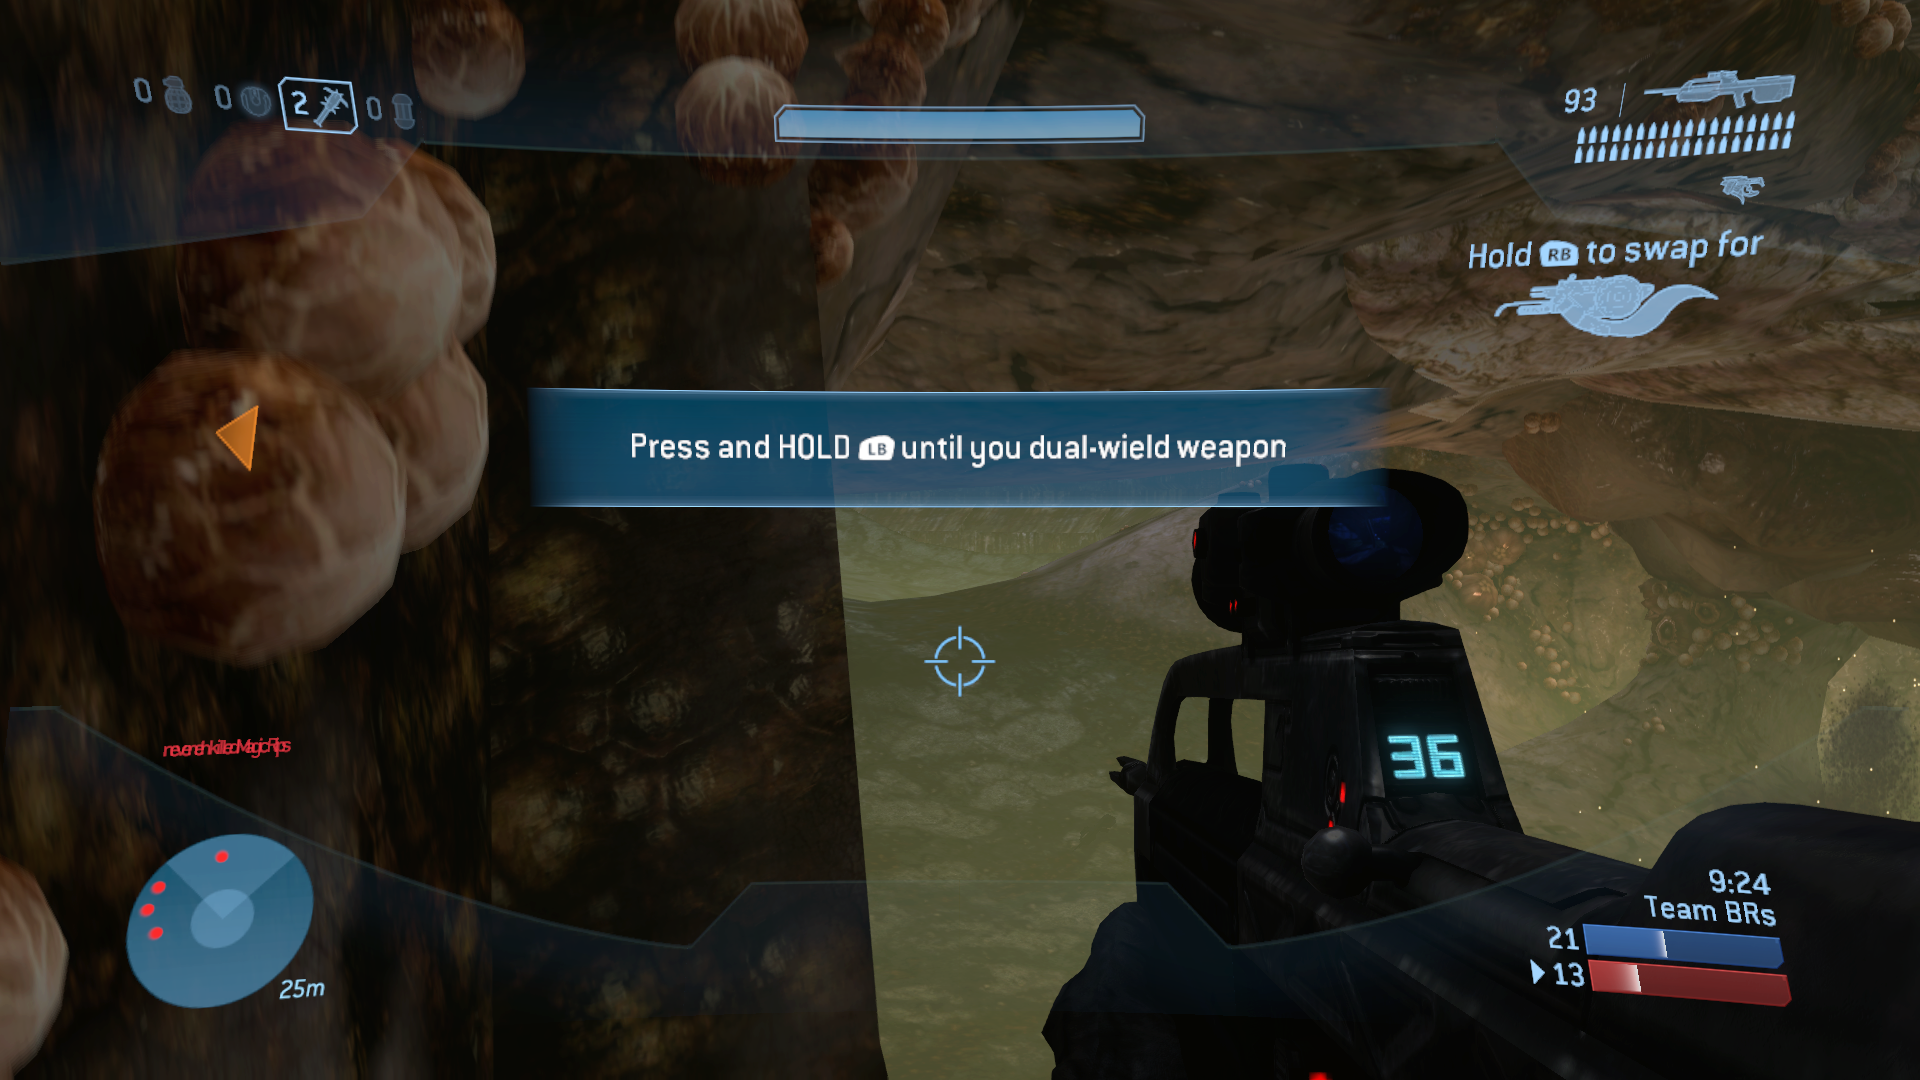 0 0 2 0
93
Hold RB to swap for
Press and HOLD LB until you dual-wield weapon
36
25m
9:24
Team BRs
21
13